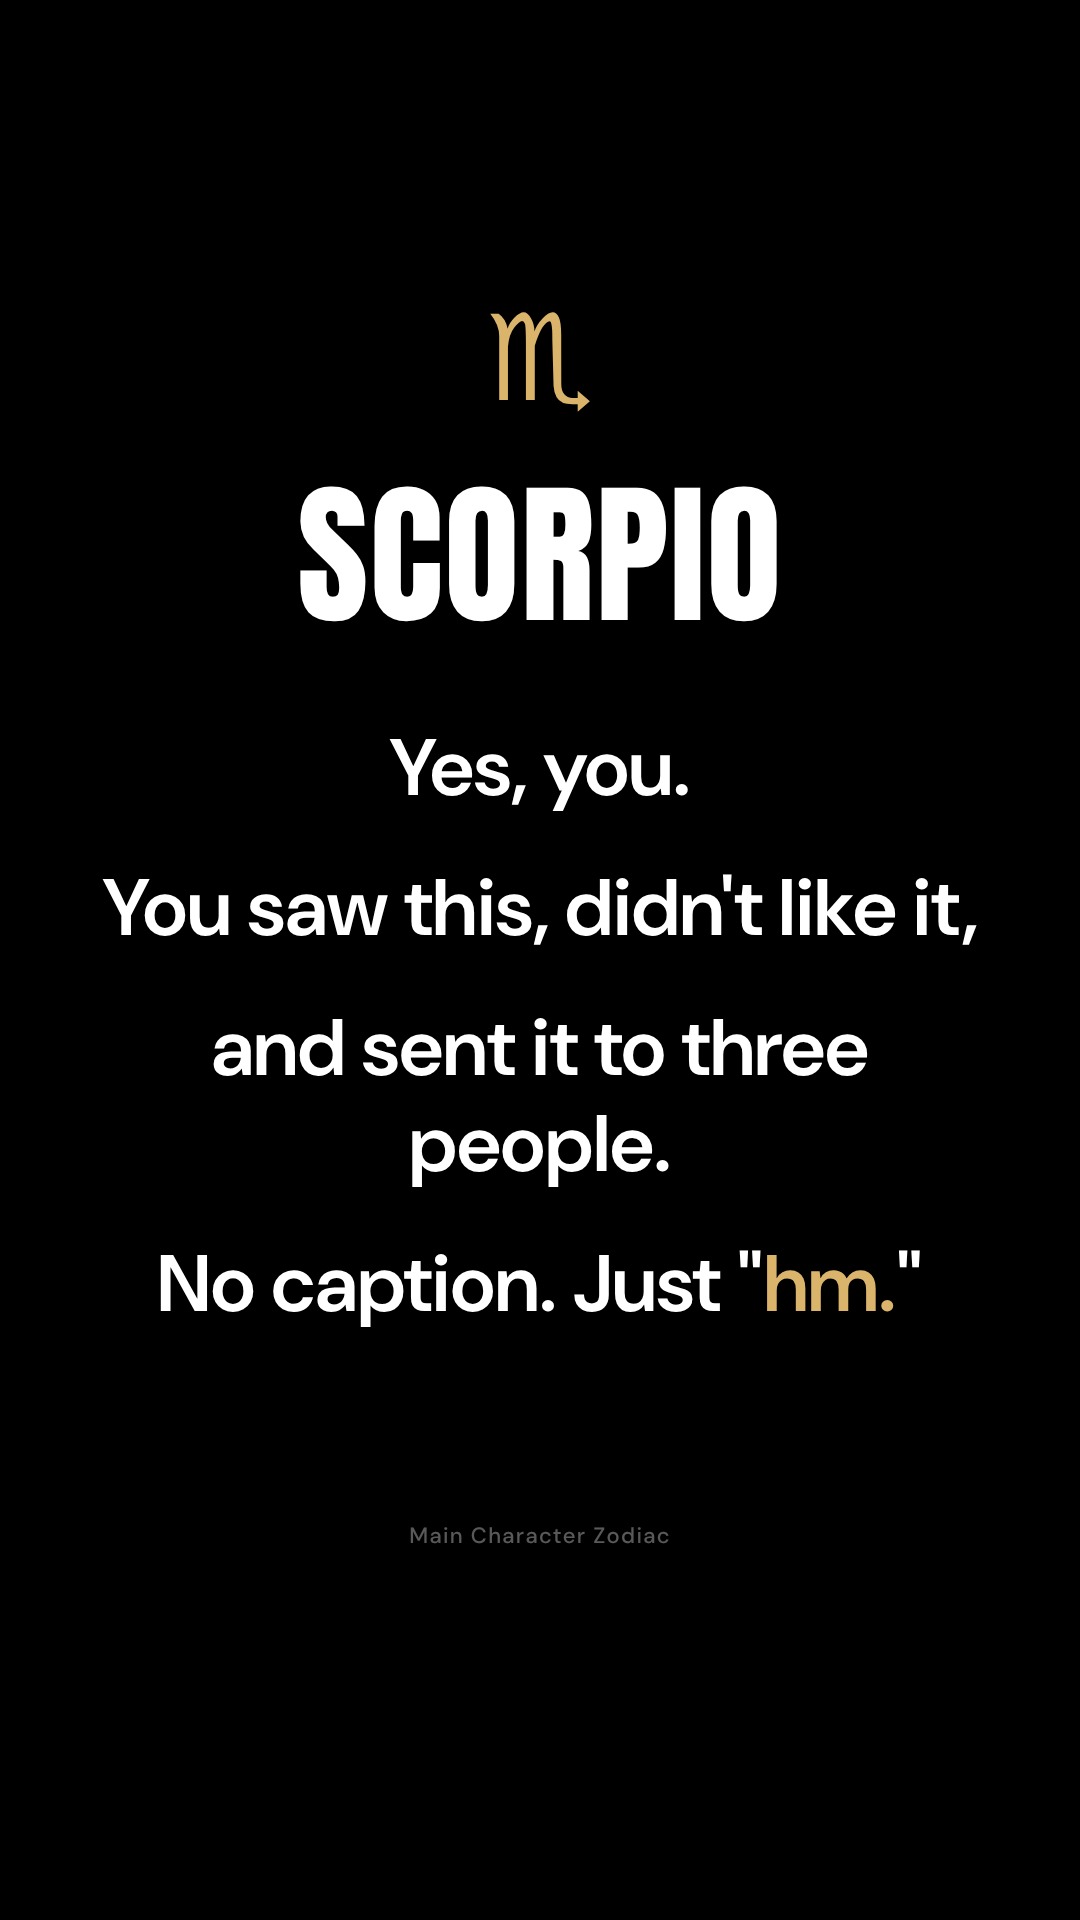 ♏
SCORPIO
Yes, you.
You saw this, didn't like it,
and sent it to three
people.
No caption. Just "hm."
Main Character Zodiac